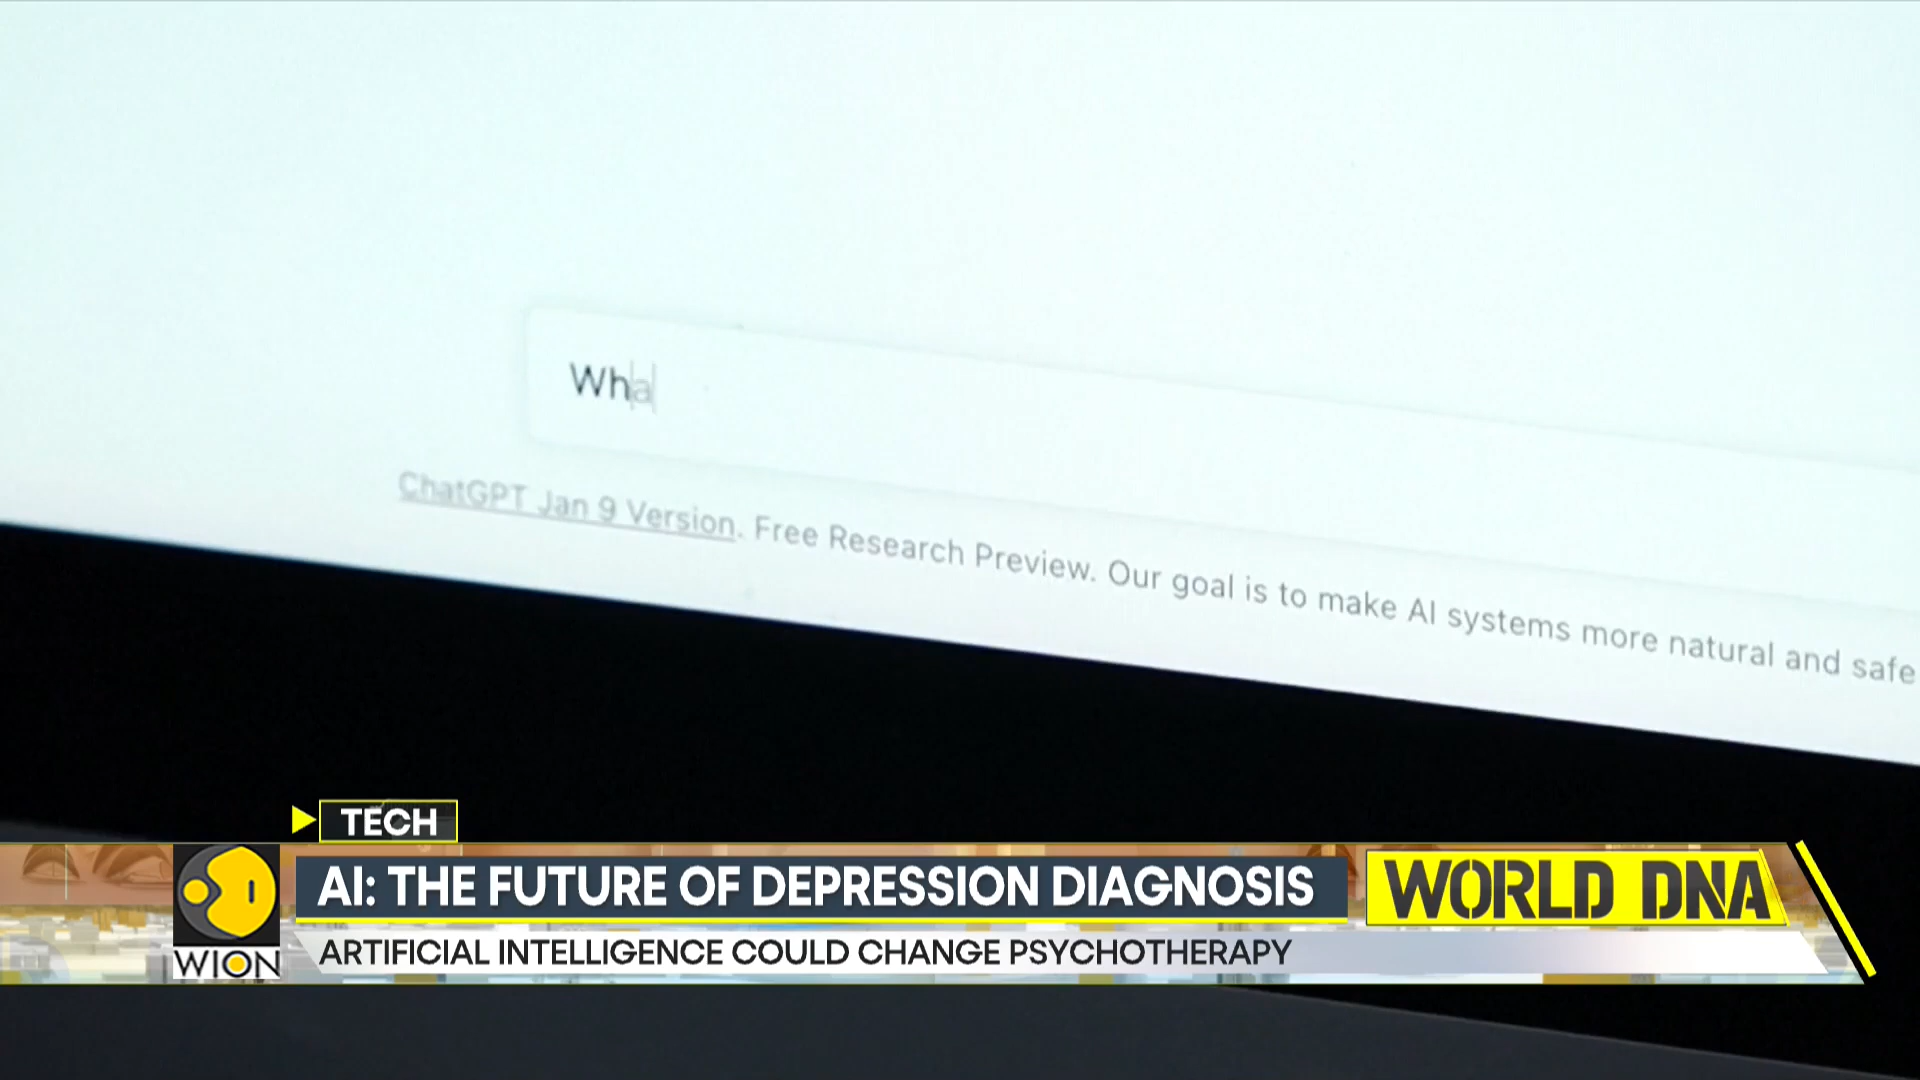 Wha
ChatGPT Jan 9 Version. Free Research Preview. Our goal is to make AI systems more natural and safe
TECH
AI: THE FUTURE OF DEPRESSION DIAGNOSIS
WORLD DNA
WION
ARTIFICIAL INTELLIGENCE COULD CHANGE PSYCHOTHERAPY